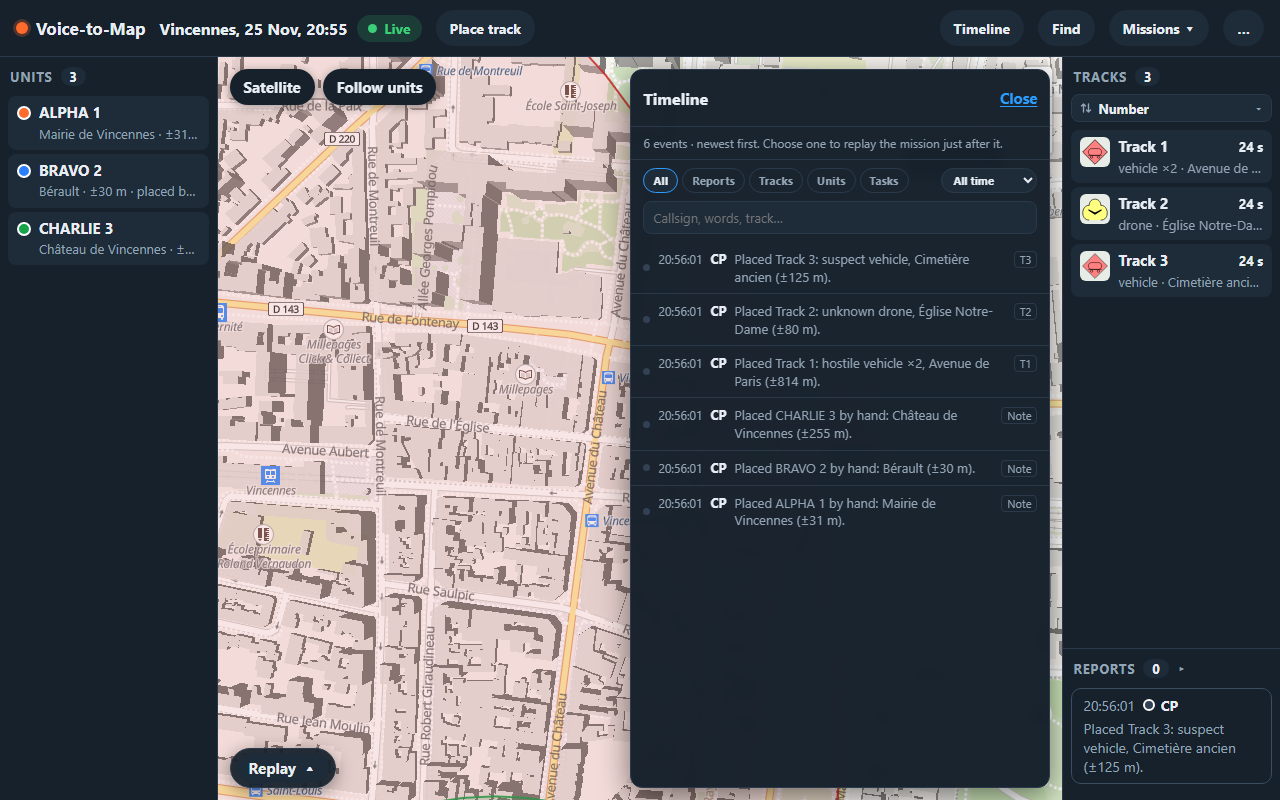 Voice-to-Map Vincennes, 25 Nov, 20:55 Live Place track Timeline Find Missions ▾ ...
UNITS 3
ALPHA 1
Mairie de Vincennes · ±31...
BRAVO 2
Bérault · ±30 m · placed b...
CHARLIE 3
Château de Vincennes · ±...
Satellite
Follow units
Rue de Montreuil
École Saint-Joseph
Rue de la Paix
D 220
Rue de Montreuil
Allée Georges Pompidou
Avenue du Château
D 143
Rue de Fontenay
D 143
Millepages
Click & Collect
Millepages
Rue de Montreuil
Rue de l'Église
Avenue du Château
Avenue Aubert
Vincennes
École primaire
Roland Vernaudon
Rue Saulpic
Rue Robert Giraudineau
Rue Jean Moulin
Avenue du Château
Replay ▴
Saint-Louis
Timeline
Close
6 events · newest first. Choose one to replay the mission just after it.
All Reports Tracks Units Tasks All time
Callsign, words, track...
20:56:01 CP Placed Track 3: suspect vehicle, Cimetière T3
ancien (±125 m).
20:56:01 CP Placed Track 2: unknown drone, Église Notre- T2
Dame (±80 m).
20:56:01 CP Placed Track 1: hostile vehicle ×2, Avenue de T1
Paris (±814 m).
20:56:01 CP Placed CHARLIE 3 by hand: Château de Note
Vincennes (±255 m).
20:56:01 CP Placed BRAVO 2 by hand: Bérault (±30 m). Note
20:56:01 CP Placed ALPHA 1 by hand: Mairie de Note
Vincennes (±31 m).
TRACKS 3
Number
Track 1 24 s
vehicle ×2 · Avenue de ...
Track 2 24 s
drone · Église Notre-Da...
Track 3 24 s
vehicle · Cimetière anci...
REPORTS 0 ▸
20:56:01 CP
Placed Track 3: suspect
vehicle, Cimetière ancien
(±125 m).